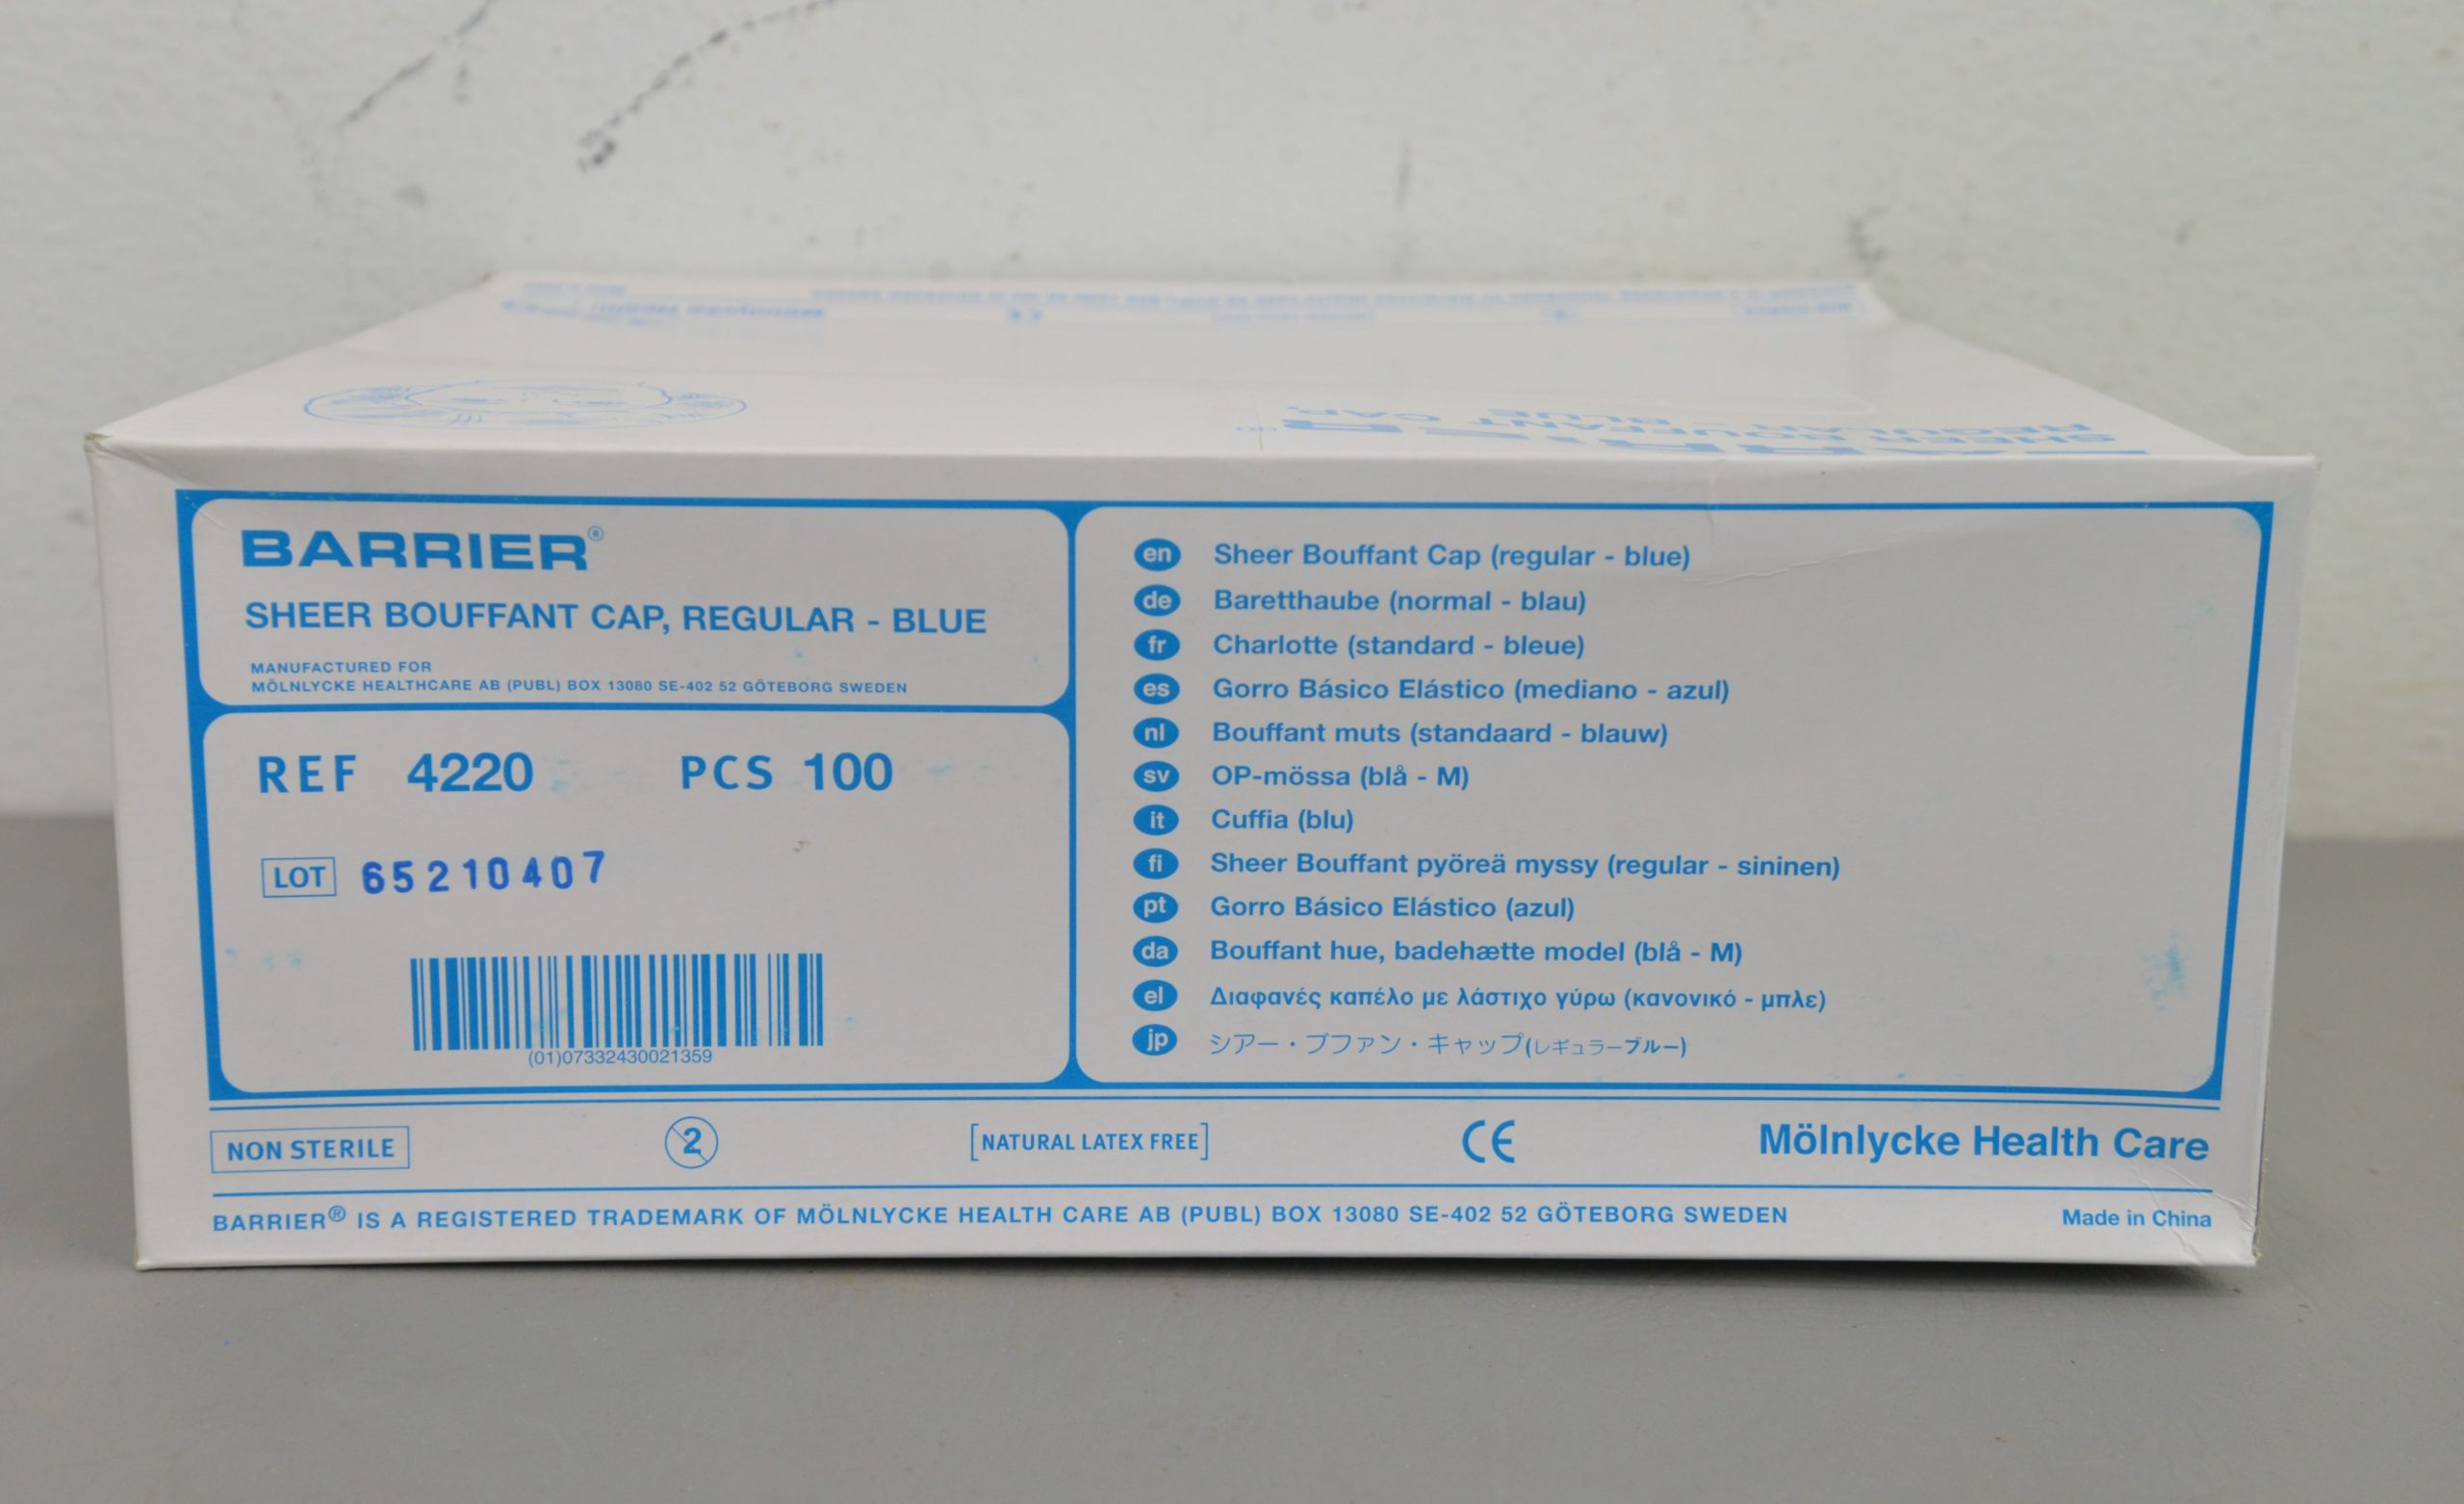 SHEER BOUFFANT CAP,
REGULAR - BLUE
BARRIER®
SHEER BOUFFANT CAP, REGULAR - BLUE
MANUFACTURED FOR
MÖLNLYCKE HEALTHCARE AB (PUBL) BOX 13080 SE-402 52 GÖTEBORG SWEDEN
REF 4220 PCS 100
LOT 65210407
(01)07332430021359
en Sheer Bouffant Cap (regular - blue)
de Baretthaube (normal - blau)
fr Charlotte (standard - bleue)
es Gorro Básico Elástico (mediano - azul)
nl Bouffant muts (standaard - blauw)
sv OP-mössa (blå - M)
it Cuffia (blu)
fi Sheer Bouffant pyöreä myssy (regular - sininen)
pt Gorro Básico Elástico (azul)
da Bouffant hue, badehætte model (blå - M)
el Διαφανές καπέλο με λάστιχο γύρω (κανονικό - μπλε)
jp シアー・ブファン・キャップ(レギュラーブルー)
NON STERILE 2 [NATURAL LATEX FREE] CE Mölnlycke Health Care
BARRIER® IS A REGISTERED TRADEMARK OF MÖLNLYCKE HEALTH CARE AB (PUBL) BOX 13080 SE-402 52 GÖTEBORG SWEDEN Made in China